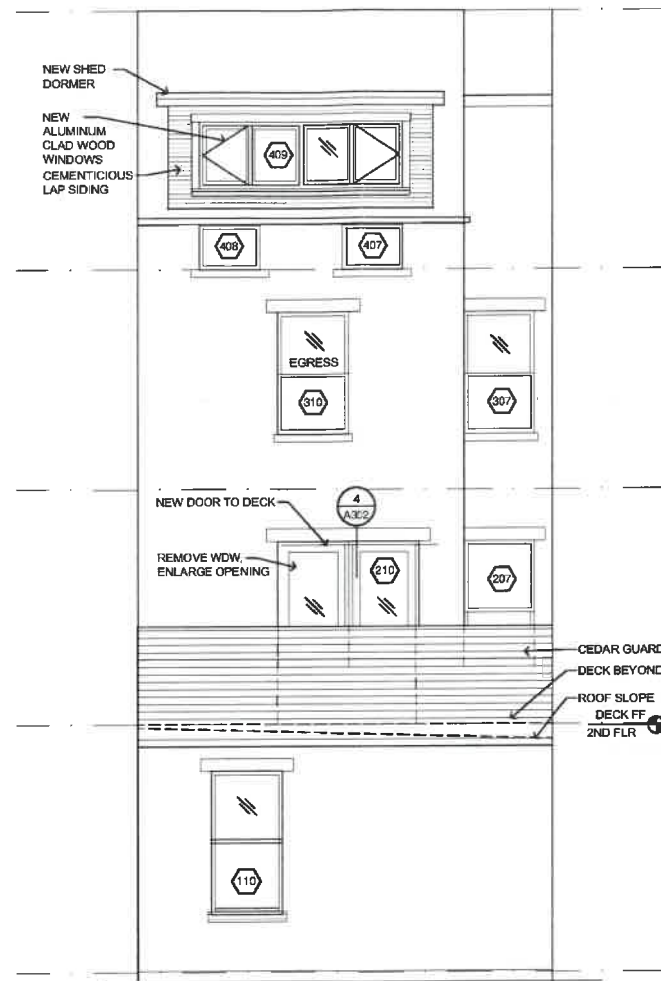 NEW SHED
DORMER
NEW
ALUMINUM
CLAD WOOD
WINDOWS
CEMENTICIOUS
LAP SIDING
409
408
407
EGRESS
310
307
NEW DOOR TO DECK
4
A302
REMOVE WDW,
ENLARGE OPENING
210
207
CEDAR GUARD
DECK BEYOND
ROOF SLOPE
DECK FF
2ND FLR
110